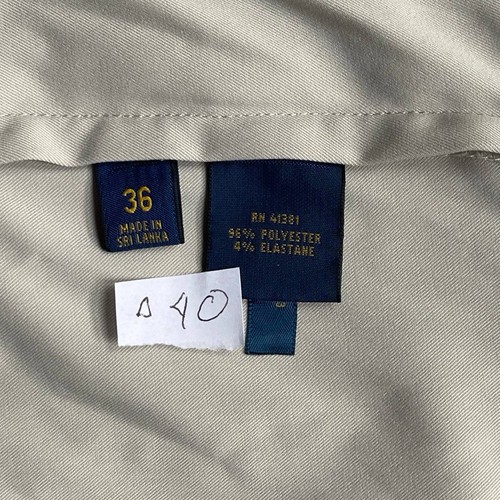 36
MADE IN
SRI LANKA
RN 41381
96% POLYESTER
4% ELASTANE
40